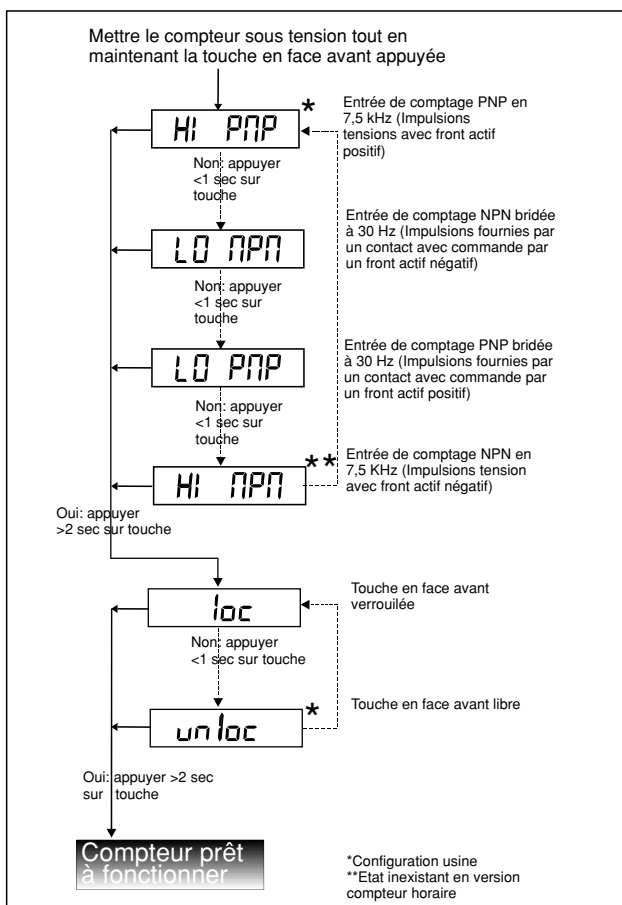 Mettre le compteur sous tension tout en
maintenant la touche en face avant appuyée
HI PNP *
Entrée de comptage PNP en
7,5 kHz (Impulsions
tensions avec front actif
positif)
Non: appuyer
<1 sec sur
touche
LO NPN
Entrée de comptage NPN bridée
à 30 Hz (Impulsions fournies par
un contact avec commande par
un front actif négatif)
Non: appuyer
<1 sec sur
touche
LO PNP
Entrée de comptage PNP bridée
à 30 Hz (Impulsions fournies par
un contact avec commande par
un front actif positif)
Non: appuyer
<1 sec sur
touche
HI NPN **
Entrée de comptage NPN en
7,5 KHz (Impulsions tension
avec front actif négatif)
Oui: appuyer
>2 sec sur touche
loc
Touche en face avant
verrouilée
Non: appuyer
<1 sec sur touche
unloc *
Touche en face avant libre
Oui: appuyer >2 sec
sur touche
Compteur prêt
à fonctionner
*Configuration usine
**Etat inexistant en version
compteur horaire